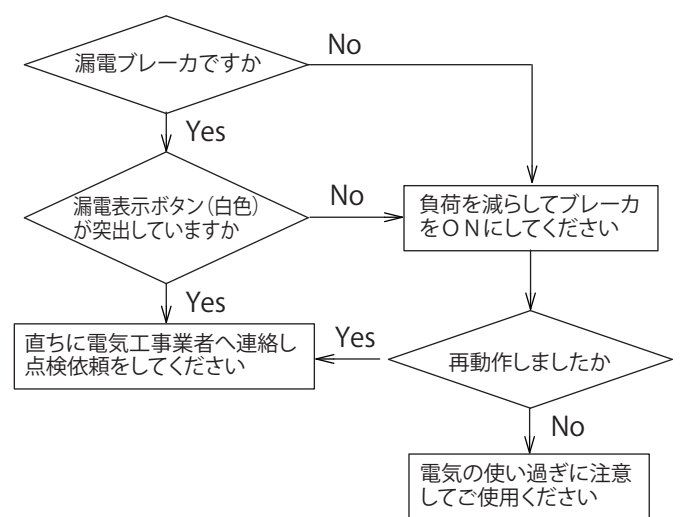 漏電ブレーカですか
No
Yes
漏電表示ボタン（白色）
が突出していますか
No
負荷を減らしてブレーカ
をＯＮにしてください
Yes
直ちに電気工事業者へ連絡し
点検依頼をしてください
Yes
再動作しましたか
No
電気の使い過ぎに注意
してご使用ください